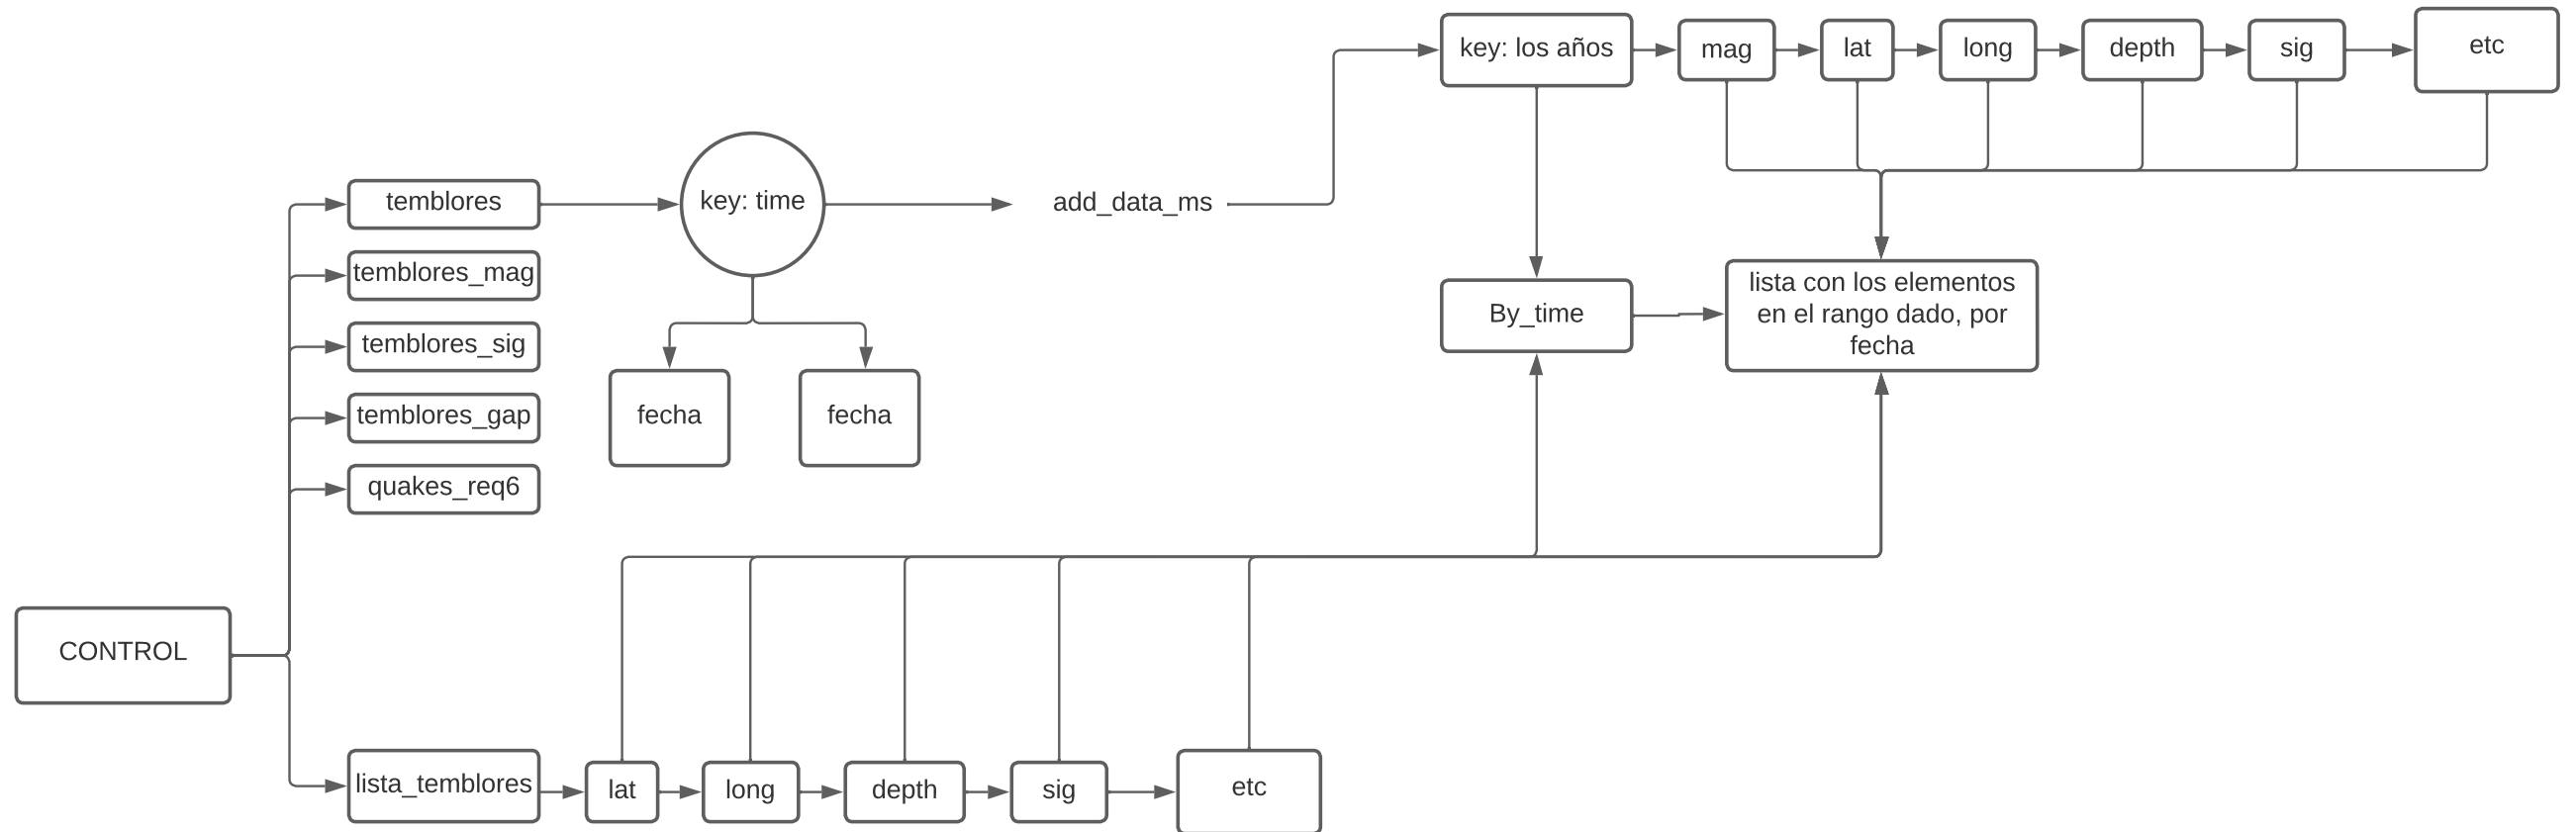 key: los años
mag
lat
long
depth
sig
etc
temblores
key: time
add_data_ms
temblores_mag
temblores_sig
temblores_gap
quakes_req6
fecha
fecha
By_time
lista con los elementos
en el rango dado, por
fecha
CONTROL
lista_temblores
lat
long
depth
sig
etc